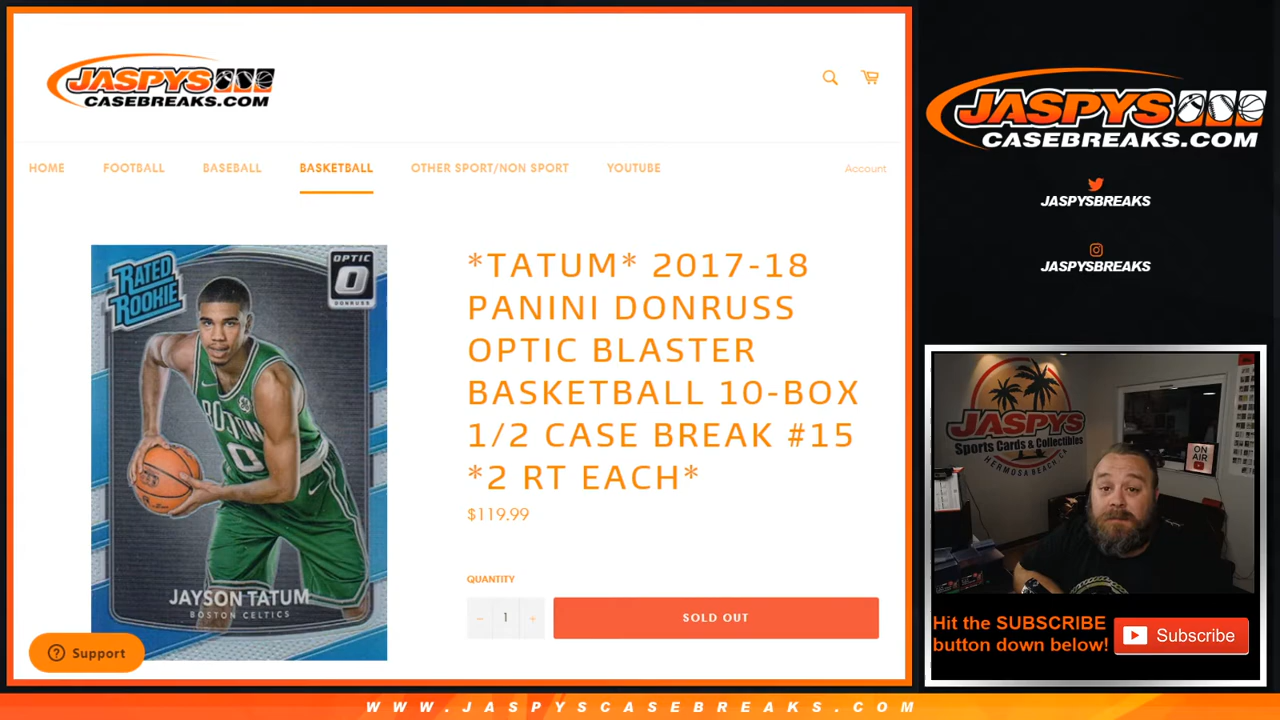 JASPYS
CASEBREAKS.COM
HOME
FOOTBALL
BASEBALL
BASKETBALL
OTHER SPORT/NON SPORT
YOUTUBE
Account
RATED
ROOKIE
OPTIC
DONRUSS
BOSTON
0
JAYSON TATUM
BOSTON CELTICS
*TATUM* 2017-18
PANINI DONRUSS
OPTIC BLASTER
BASKETBALL 10-BOX
1/2 CASE BREAK #15
*2 RT EACH*
$119.99
QUANTITY
− 1 +
SOLD OUT
Support
JASPYS
CASEBREAKS.COM
JASPYSBREAKS
JASPYSBREAKS
JASPYS
Sports Cards & Collectibles
HERMOSA BEACH, CA
ON
AIR
Hit the SUBSCRIBE
button down below!
Subscribe
WWW.JASPYSCASEBREAKS.COM